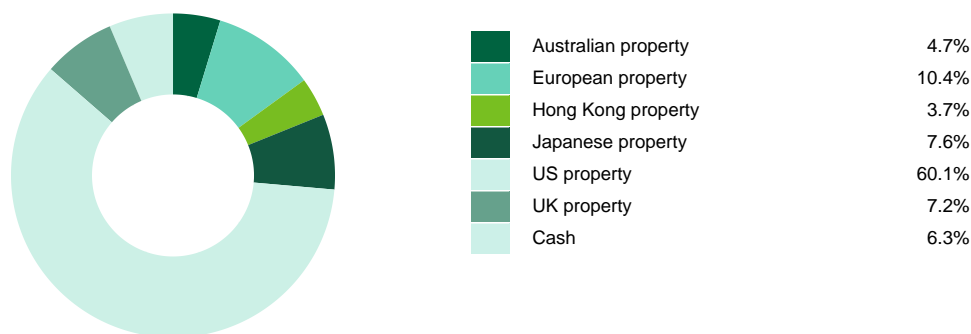 Australian property 4.7%
European property 10.4%
Hong Kong property 3.7%
Japanese property 7.6%
US property 60.1%
UK property 7.2%
Cash 6.3%